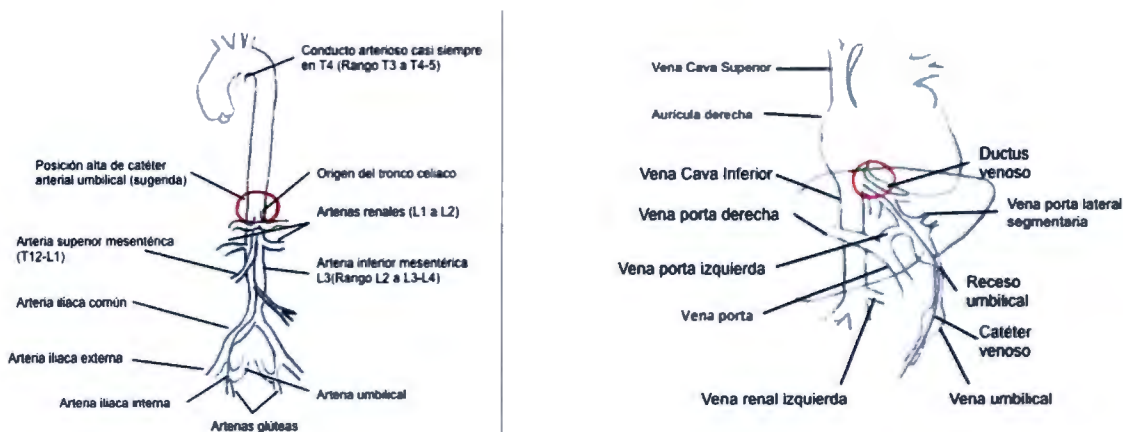 Conducto arterioso casi siempre
en T4 (Rango T3 a T4-5)
Posición alta de catéter
arterial umbilical (sugenda)
Origen del tronco celiaco
Artenas renales (L1 a L2)
Arteria superior mesentérica
(T12-L1)
Artena inferior mesentérica
L3(Rango L2 a L3-L4)
Arteria iliaca común
Arteria iliaca externa
Artena iliaca interna
Artena umbilical
Artenas glúteas
Vena Cava Superior
Aurícula derecha
Vena Cava Inferior
Ductus
venoso
Vena porta derecha
Vena porta lateral
segmentaria
Vena porta izquierda
Receso
umbilical
Vena porta
Catéter
venoso
Vena renal izquierda
Vena umbilical